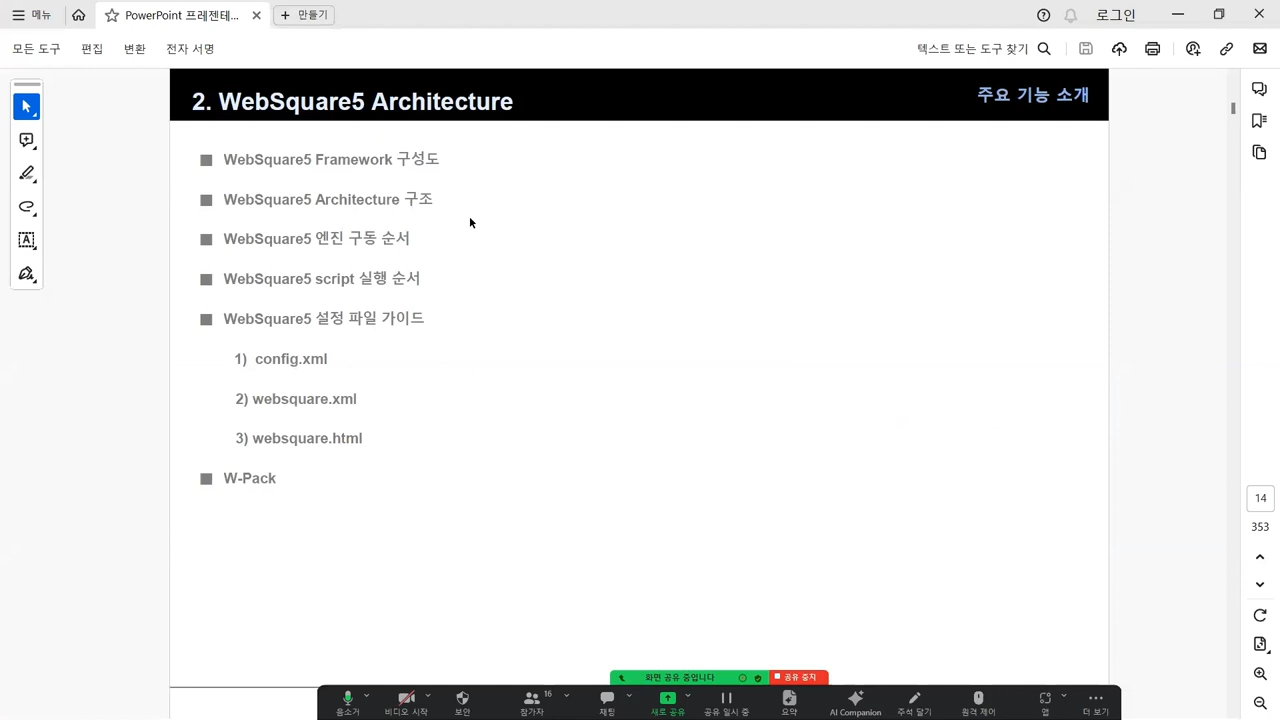 메뉴
PowerPoint 프레젠테...
만들기
로그인
모든 도구 편집 변환 전자 서명
텍스트 또는 도구 찾기
2. WebSquare5 Architecture
주요 기능 소개
WebSquare5 Framework 구성도
WebSquare5 Architecture 구조
WebSquare5 엔진 구동 순서
WebSquare5 script 실행 순서
WebSquare5 설정 파일 가이드
1) config.xml
2) websquare.xml
3) websquare.html
W-Pack
14
353
화면 공유 중입니다
공유 중지
16
음소거 비디오 시작 보안 참가자 채팅 새로 공유 공유 일시 중 요약 AI Companion 주석 달기 원격 제어 앱 더 보기